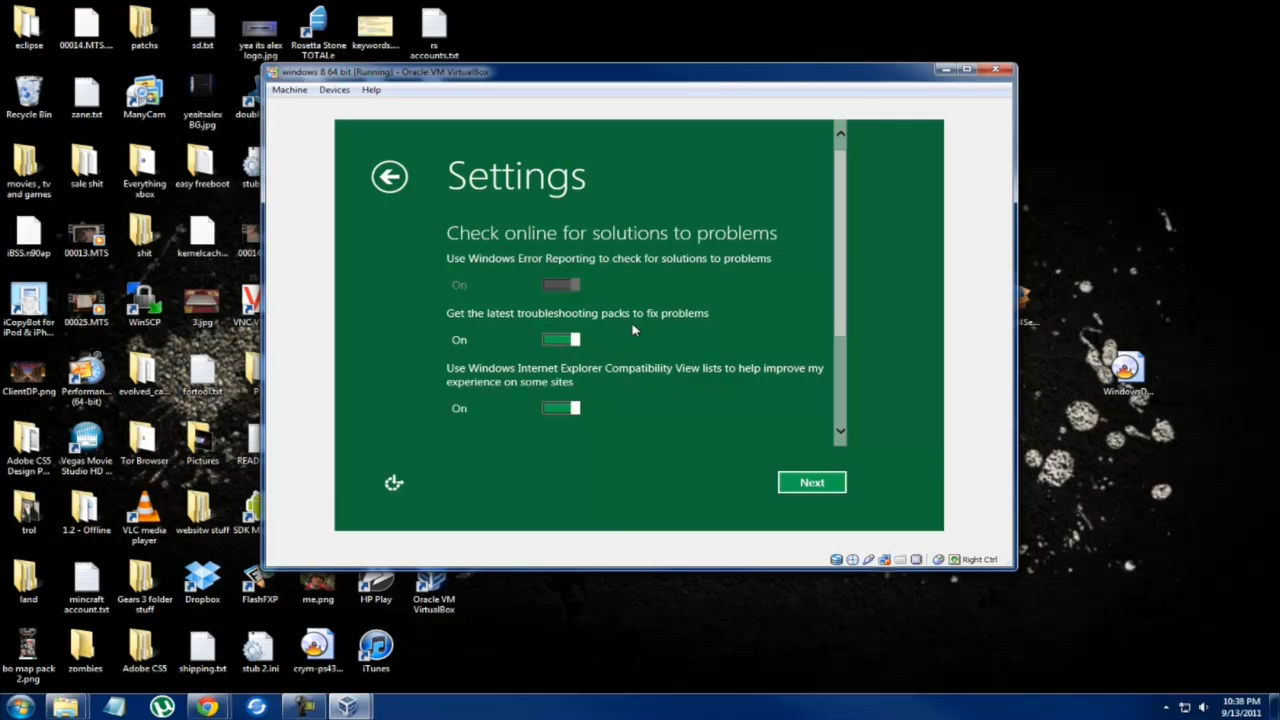 eclipse
00014.MTS....
patchs
sd.txt
yea its alex
logo.jpg
Rosetta Stone
TOTALe
keywords....
rs
accounts.txt
windows 8 64 bit [Running] - Oracle VM VirtualBox
Machine
Devices
Help
Recycle Bin
zane.txt
ManyCam
yeaitsalex
BG.jpg
Settings
movies , tv
and games
sale shit
Everything
xbox
easy freeboot
Check online for solutions to problems
Use Windows Error Reporting to check for solutions to problems
On
Get the latest troubleshooting packs to fix problems
On
Use Windows Internet Explorer Compatibility View lists to help improve my
experience on some sites
On
Next
iBSS.n90ap
00013.MTS
shit
iCopyBot for
iPod & iPh...
00025.MTS
WinSCP
3.jpg
ClientDP.png
Performan...
(64-bit)
evolved_ca...
fortool.txt
WindowsD...
Adobe CS5
Design P...
Vegas Movie
Studio HD ...
Tor Browser
Pictures
trol
1.2 - Offline
VLC media
player
websitw stuff
Right Ctrl
land
mincraft
account.txt
Gears 3 folder
stuff
Dropbox
FlashFXP
me.png
HP Play
Oracle VM
VirtualBox
bo map pack
2.png
zombies
Adobe CS5
shipping.txt
stub 2.ini
crym-ps43...
iTunes
10:38 PM
9/13/2011